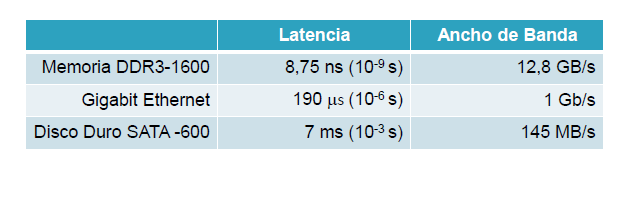 Latencia Ancho de Banda
Memoria DDR3-1600 8,75 ns (10⁻⁹ s) 12,8 GB/s
Gigabit Ethernet 190 μs (10⁻⁶ s) 1 Gb/s
Disco Duro SATA -600 7 ms (10⁻³ s) 145 MB/s